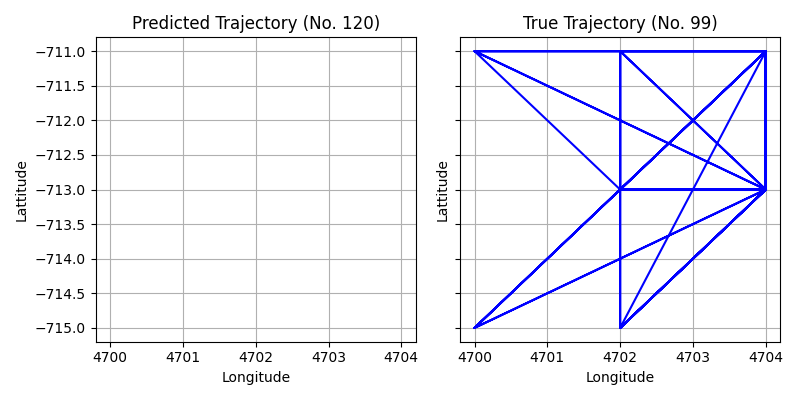 Predicted Trajectory (No. 120)
Lattitude
−711.0
−711.5
−712.0
−712.5
−713.0
−713.5
−714.0
−714.5
−715.0
4700 4701 4702 4703 4704
Longitude
True Trajectory (No. 99)
Lattitude
4700 4701 4702 4703 4704
Longitude